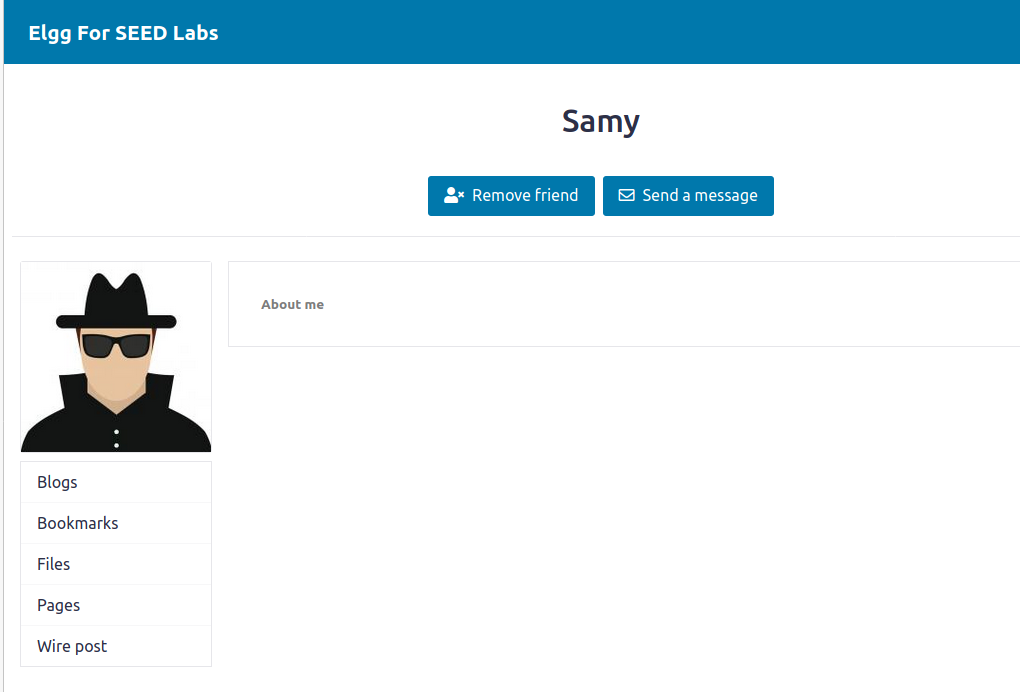 Elgg For SEED Labs
Samy
Remove friend
Send a message
About me
Blogs
Bookmarks
Files
Pages
Wire post